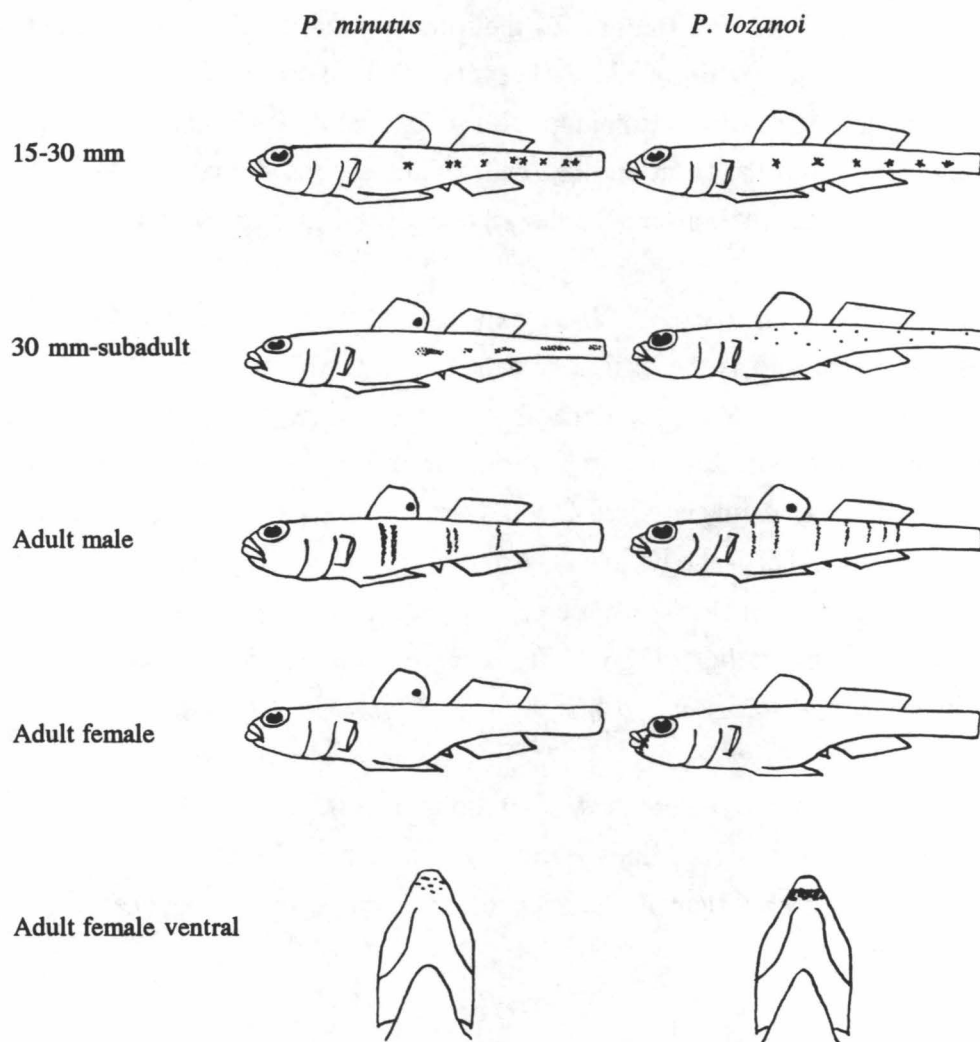 P. minutus P. lozanoi
15-30 mm
30 mm-subadult
Adult male
Adult female
Adult female ventral